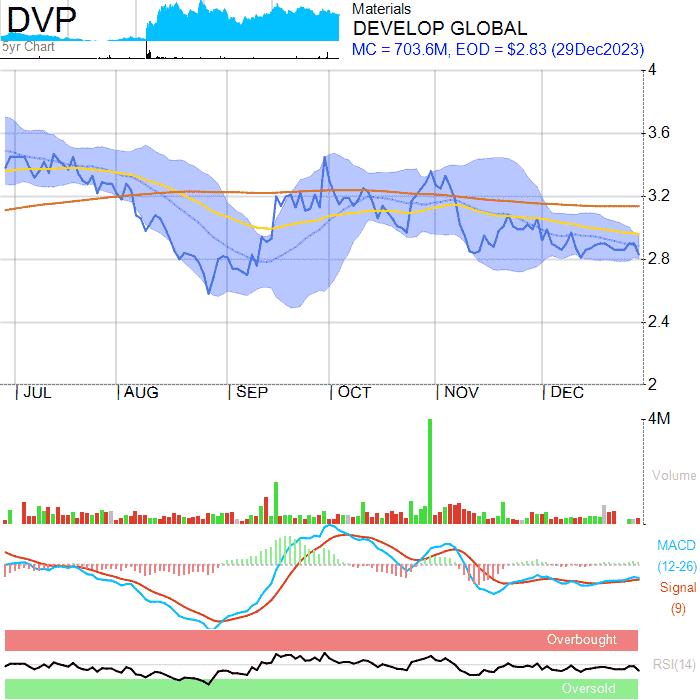 DVP
5yr Chart
Materials
DEVELOP GLOBAL
MC = 703.6M, EOD = $2.83 (29Dec2023)
4
3.6
3.2
2.8
2.4
2
JUL AUG SEP OCT NOV DEC
4M
Volume
MACD
(12-26)
Signal
(9)
Overbought
RSI(14)
Oversold